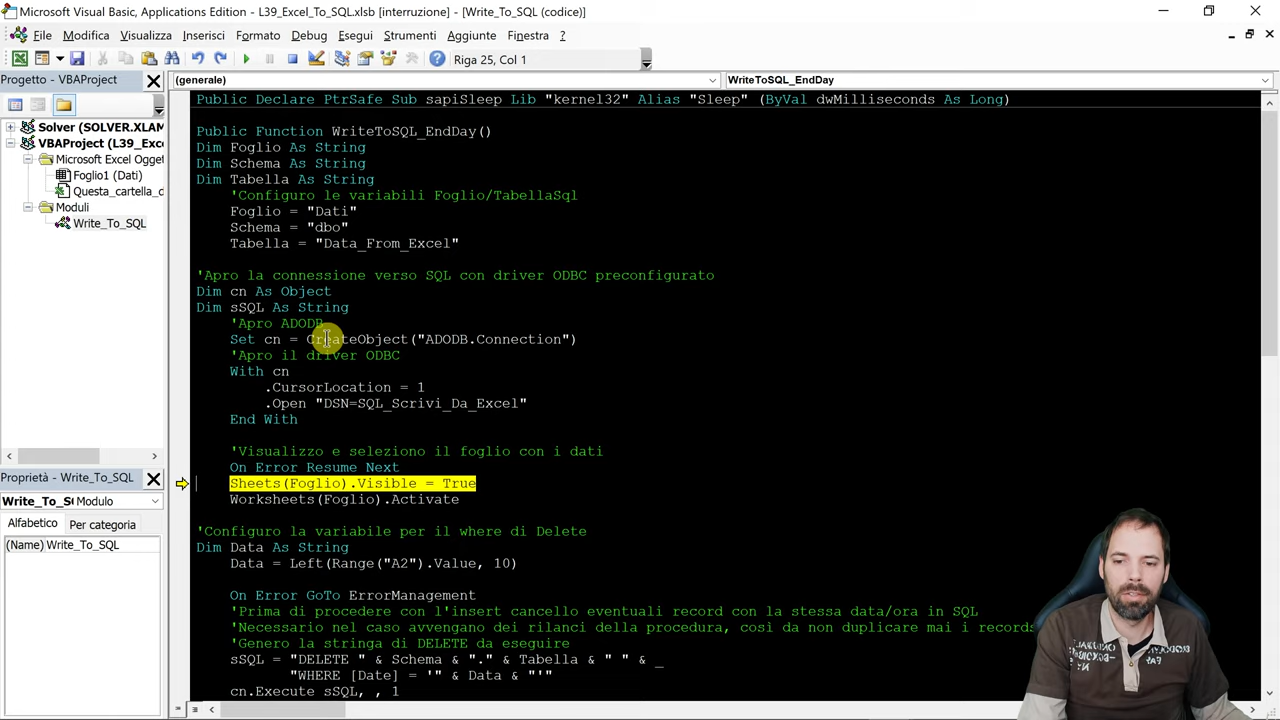 Microsoft Visual Basic, Applications Edition - L39_Excel_To_SQL.xlsb [interruzione] - [Write_To_SQL (codice)]
File Modifica Visualizza Inserisci Formato Debug Esegui Strumenti Aggiunte Finestra ?
Riga 25, Col 1
Progetto - VBAProject
(generale) WriteToSQL_EndDay
Solver (SOLVER.XLAM
VBAProject (L39_Exce
Microsoft Excel Ogget
Foglio1 (Dati)
Questa_cartella_d
Moduli
Write_To_SQL
Proprietà - Write_To_SQL
Write_To_S Modulo
Alfabetico Per categoria
(Name) Write_To_SQL
Public Declare PtrSafe Sub sapiSleep Lib "kernel32" Alias "Sleep" (ByVal dwMilliseconds As Long)
Public Function WriteToSQL_EndDay()
Dim Foglio As String
Dim Schema As String
Dim Tabella As String
'Configuro le variabili Foglio/TabellaSql
Foglio = "Dati"
Schema = "dbo"
Tabella = "Data_From_Excel"
'Apro la connessione verso SQL con driver ODBC preconfigurato
Dim cn As Object
Dim sSQL As String
'Apro ADODB
Set cn = CreateObject("ADODB.Connection")
'Apro il driver ODBC
With cn
.CursorLocation = 1
.Open "DSN=SQL_Scrivi_Da_Excel"
End With
'Visualizzo e seleziono il foglio con i dati
On Error Resume Next
Sheets(Foglio).Visible = True
Worksheets(Foglio).Activate
'Configuro la variabile per il where di Delete
Dim Data As String
Data = Left(Range("A2").Value, 10)
On Error GoTo ErrorManagement
'Prima di procedere con l'insert cancello eventuali record con la stessa data/ora in SQL
'Necessario nel caso avvengano dei rilanci della procedura, così da non duplicare mai i records
'Genero la stringa di DELETE da eseguire
sSQL = "DELETE " & Schema & "." & Tabella & " " & _
"WHERE [Date] = '" & Data & "'"
cn.Execute sSQL, , 1